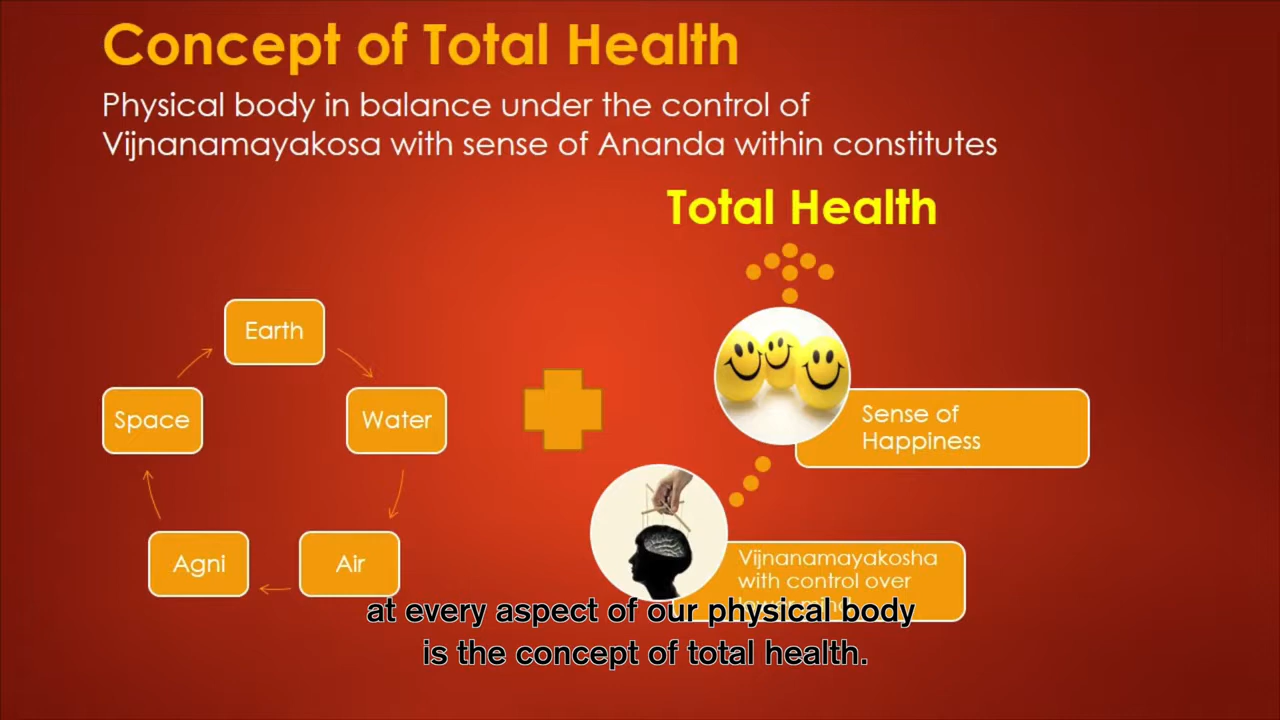 Concept of Total Health
Physical body in balance under the control of
Vijnanamayakosa with sense of Ananda within constitutes
Total Health
Earth
Space
Water
Agni
Air
Sense of
Happiness
Vijnanamayakosha
with control over
lower mind
at every aspect of our physical body
is the concept of total health.